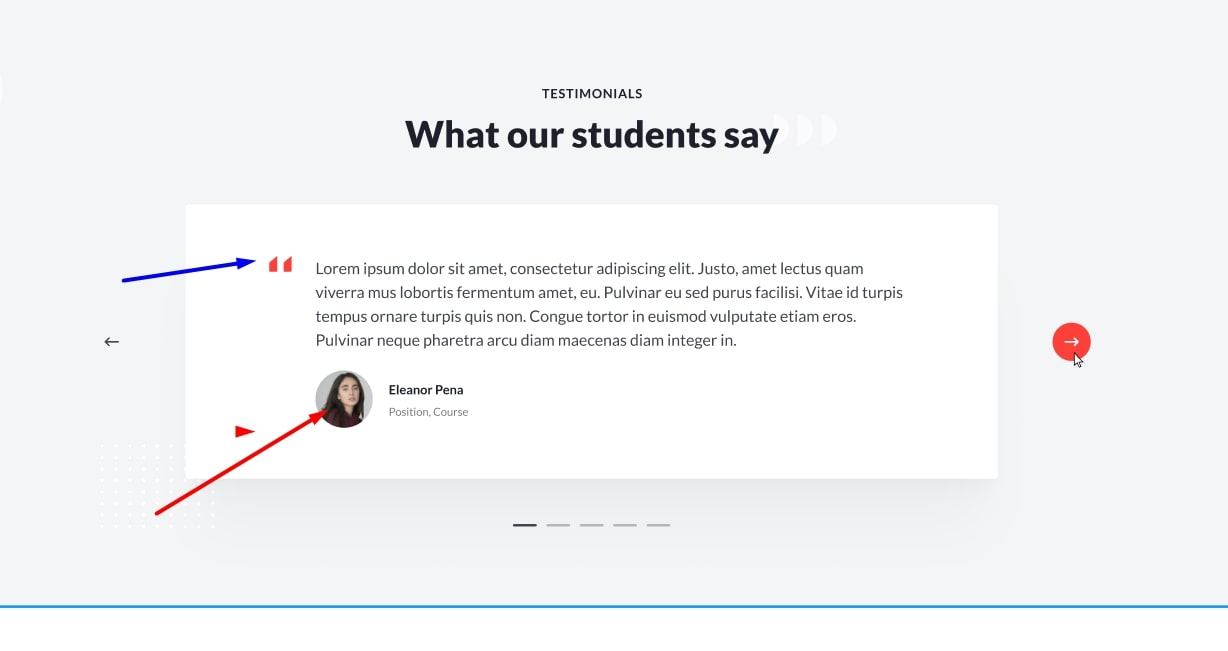 TESTIMONIALS
What our students say
Lorem ipsum dolor sit amet, consectetur adipiscing elit. Justo, amet lectus quam
viverra mus lobortis fermentum amet, eu. Pulvinar eu sed purus facilisi. Vitae id turpis
tempus ornare turpis quis non. Congue tortor in euismod vulputate etiam eros.
Pulvinar neque pharetra arcu diam maecenas diam integer in.
Eleanor Pena
Position, Course